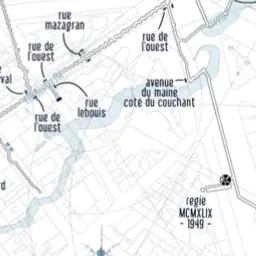 rue
mazagran
rue de
l'ouest
rue de
l'ouest
val
avenue
du maine
coté du couchant
rue
lebouis
rue de
l'ouest
d
regie
MCMXLIX
- 1949 -